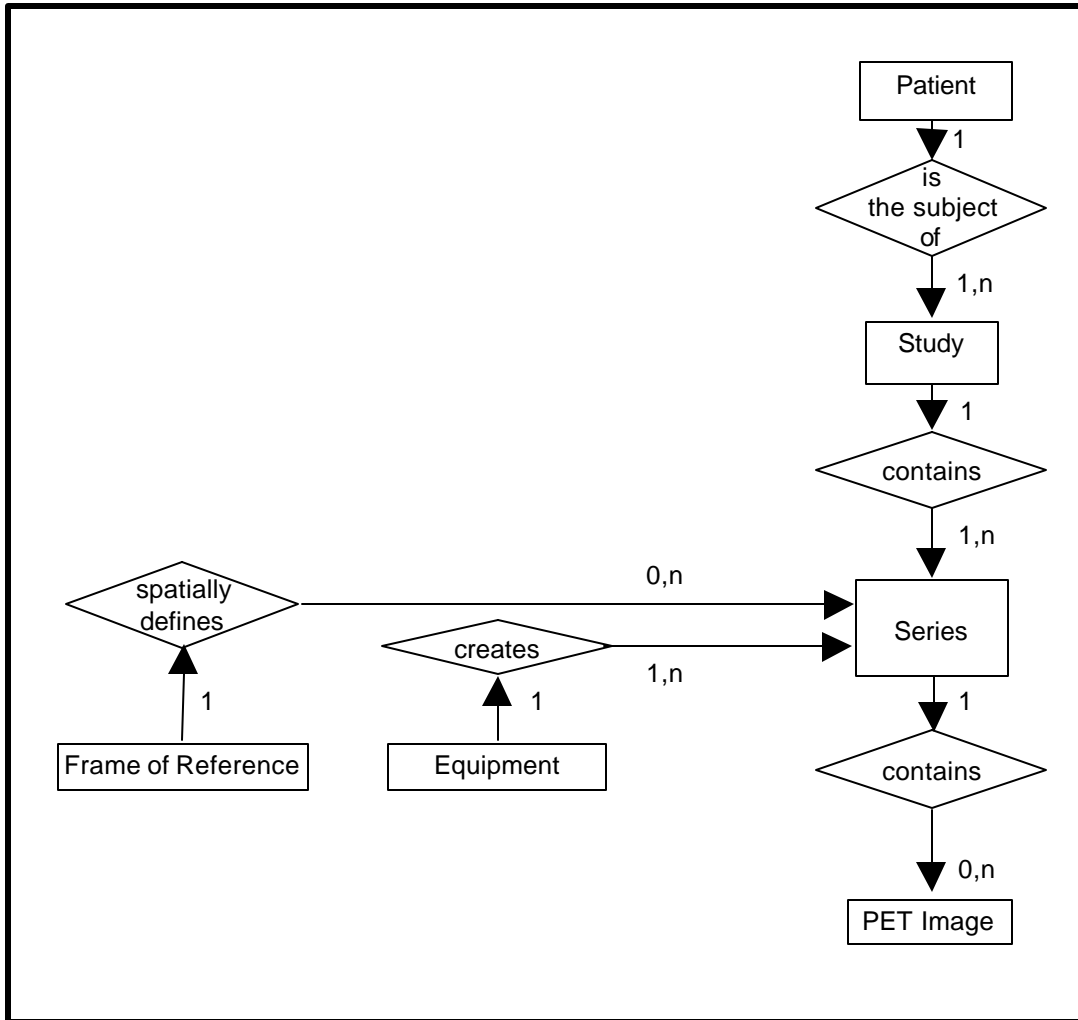 Patient
1
is
the subject
of
1,n
Study
1
contains
1,n
spatially
defines
0,n
creates
1,n
Series
1
1
1
Frame of Reference
Equipment
contains
0,n
PET Image